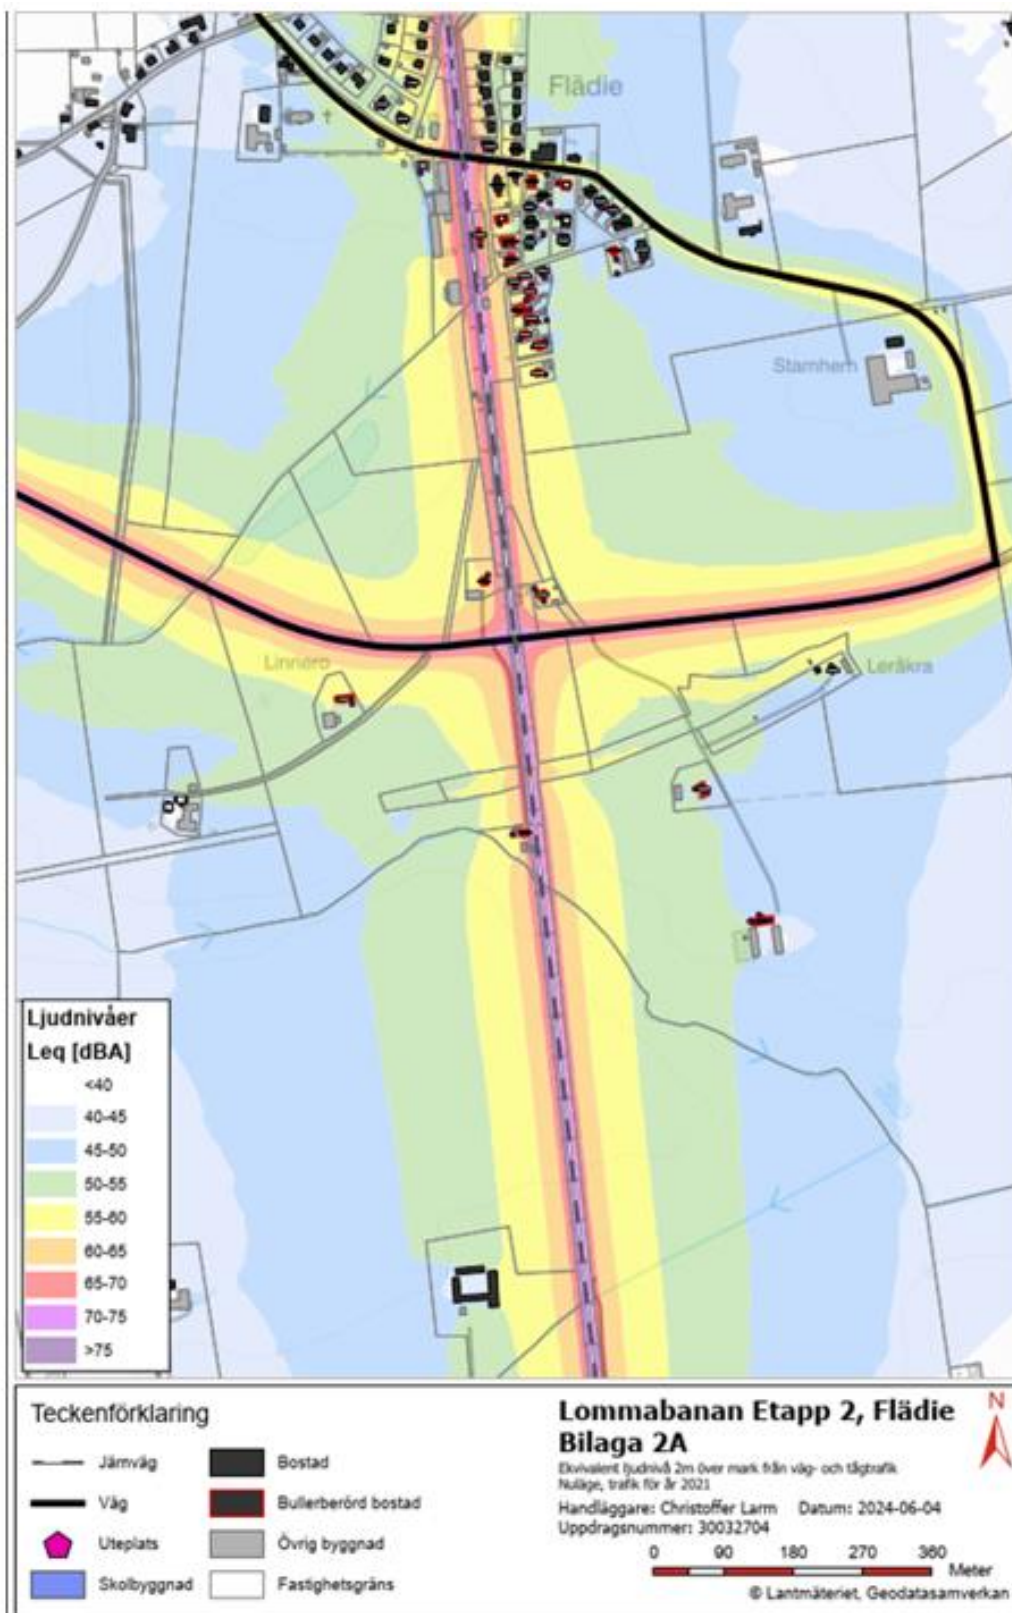 Flädie
Stamhem
Linnero
Leråkra
Ljudnivåer
Leq [dBA]
<40
40-45
45-50
50-55
55-60
60-65
65-70
70-75
>75
Teckenförklaring
Järnväg
Väg
Uteplats
Skolbyggnad
Bostad
Bullerberörd bostad
Övrig byggnad
Fastighetsgräns
Lommabanan Etapp 2, Flädie
Bilaga 2A
Ekvivalent ljudnivå 2m över mark från väg- och tågtrafik
Nuläge, trafik för år 2021
Handläggare: Christoffer Larm Datum: 2024-06-04
Uppdragsnummer: 30032704
N
0 90 180 270 360
Meter
© Lantmäteriet, Geodatasamverkan